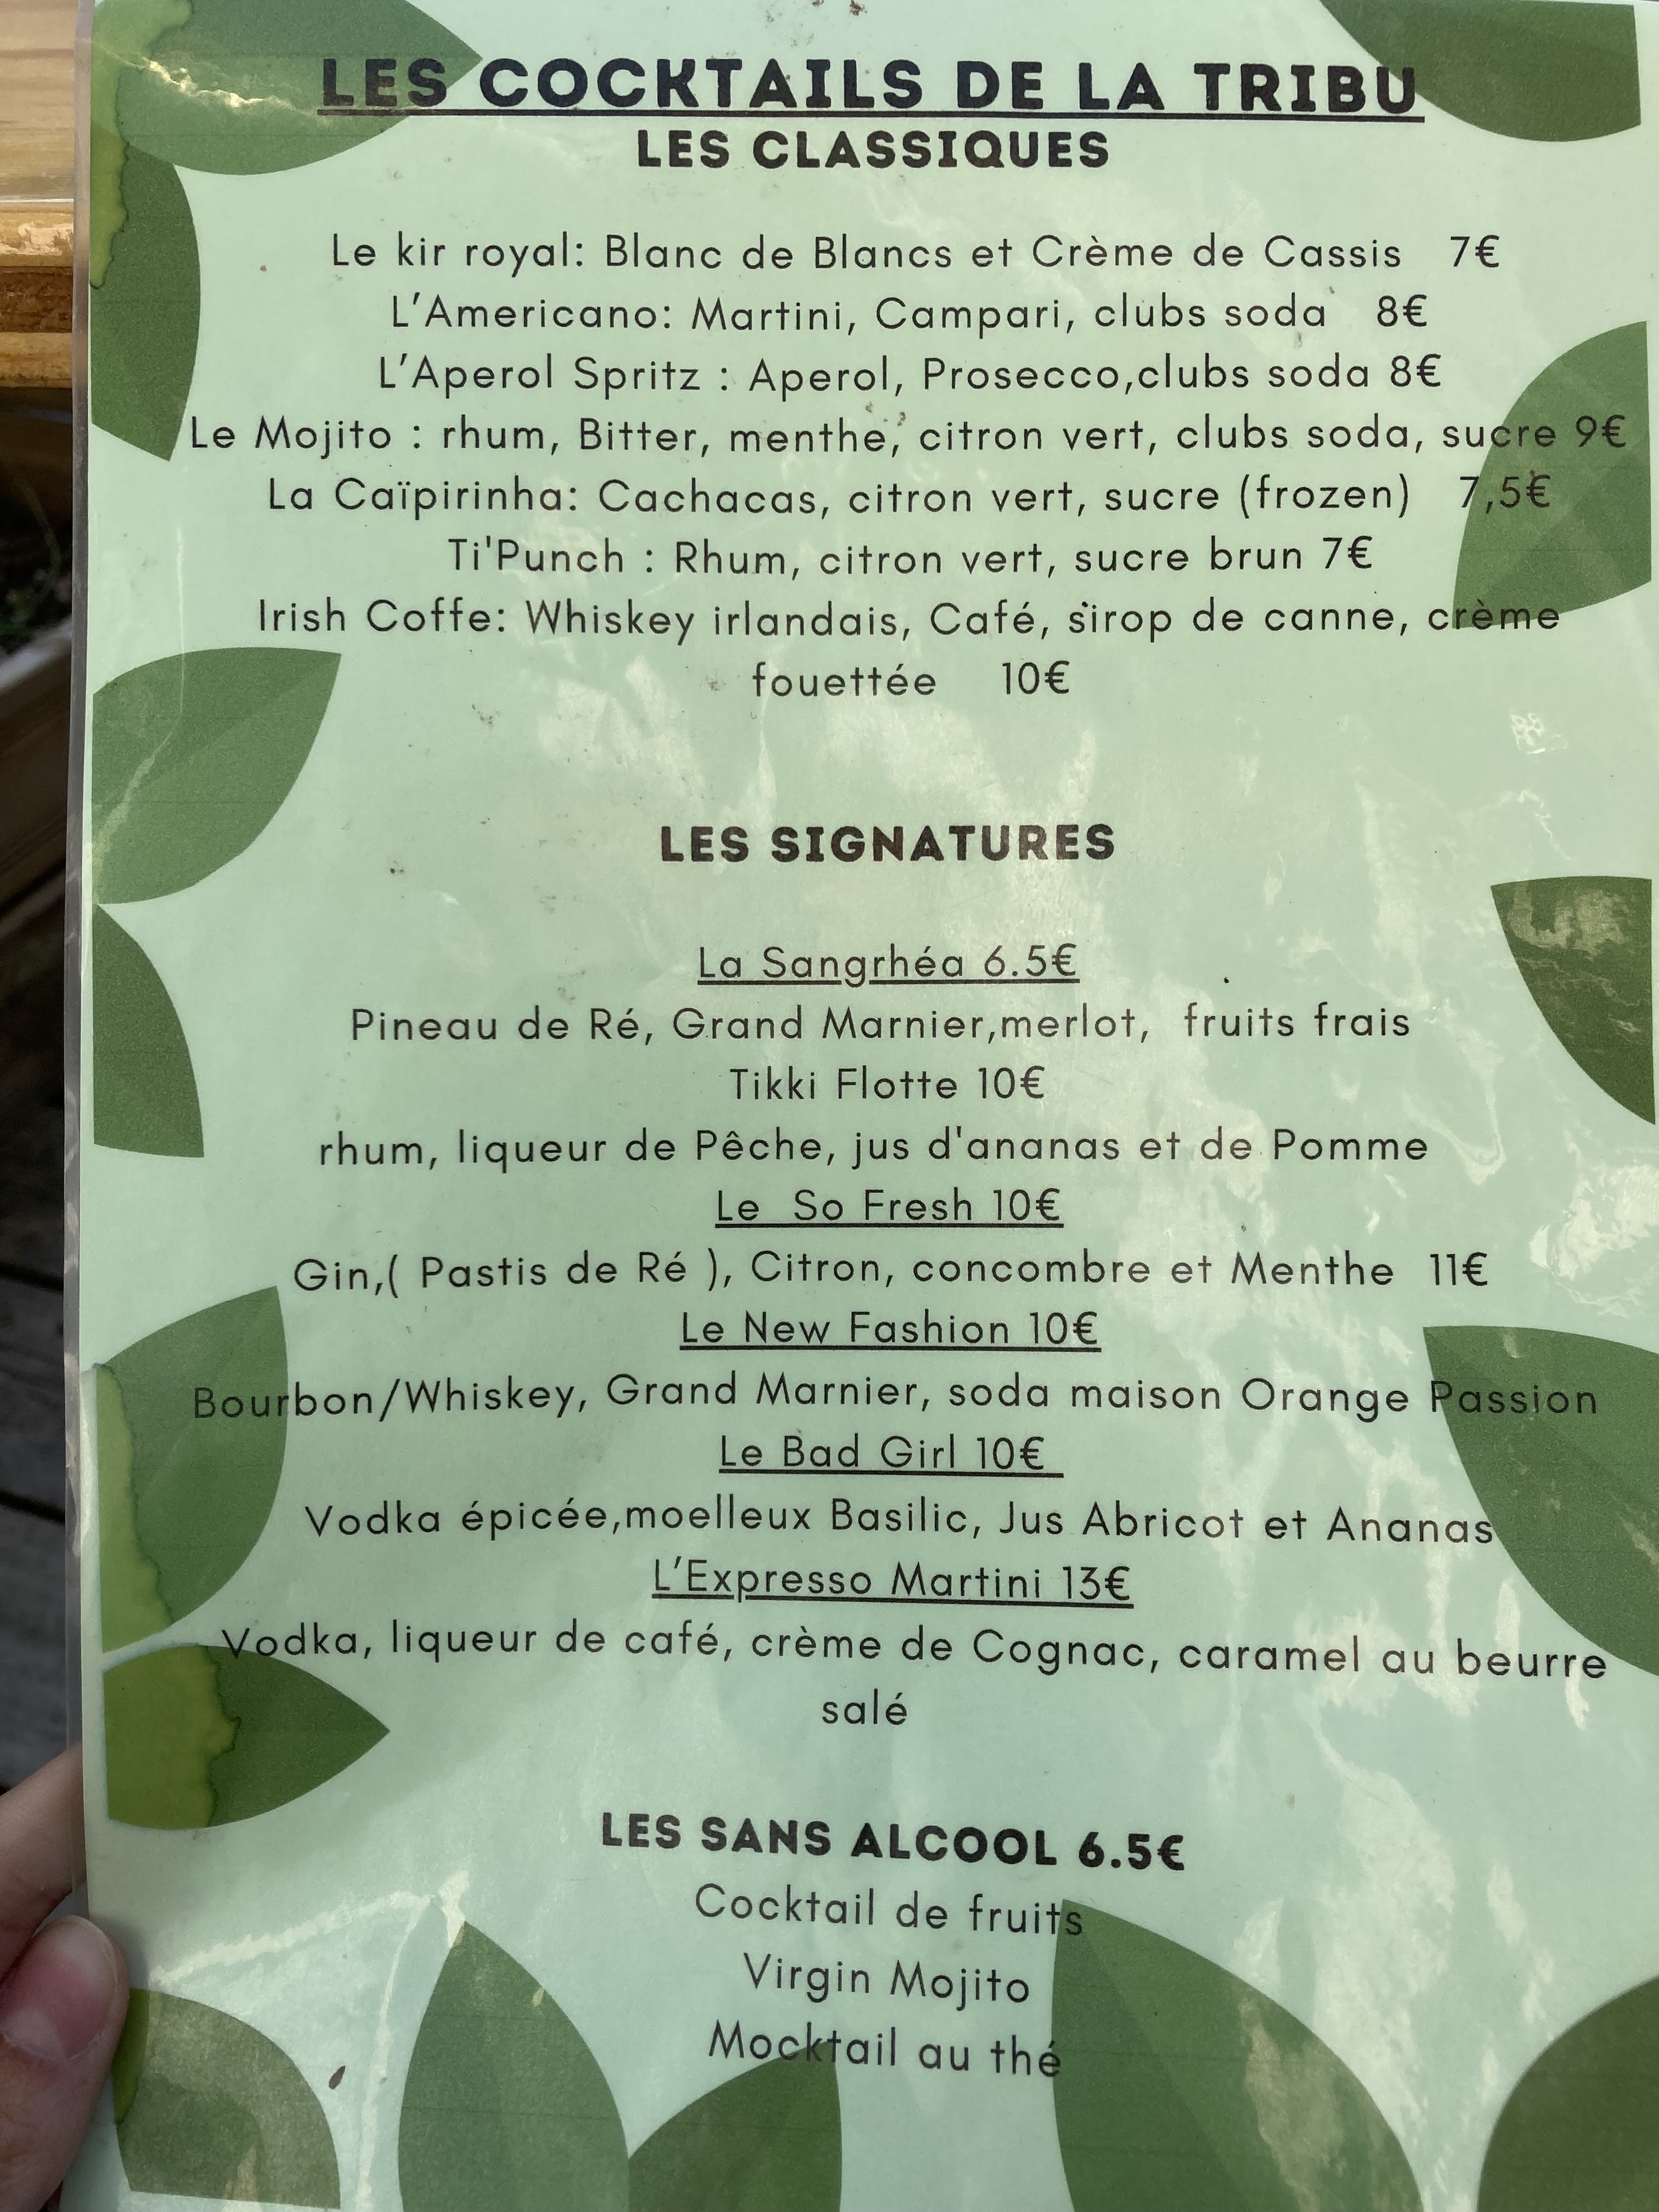 LES COCKTAILS DE LA TRIBU
LES CLASSIQUES
Le kir royal: Blanc de Blancs et Crème de Cassis 7€
L'Americano: Martini, Campari, clubs soda 8€
L'Aperol Spritz : Aperol, Prosecco,clubs soda 8€
Le Mojito : rhum, Bitter, menthe, citron vert, clubs soda, sucre 9€
La Caïpirinha: Cachacas, citron vert, sucre (frozen) 7,5€
Ti'Punch : Rhum, citron vert, sucre brun 7€
Irish Coffe: Whiskey irlandais, Café, sirop de canne, crème
fouettée 10€
LES SIGNATURES
La Sangrhéa 6.5€
Pineau de Ré, Grand Marnier,merlot, fruits frais
Tikki Flotte 10€
rhum, liqueur de Pêche, jus d'ananas et de Pomme
Le So Fresh 10€
Gin,( Pastis de Ré ), Citron, concombre et Menthe 11€
Le New Fashion 10€
Bourbon/Whiskey, Grand Marnier, soda maison Orange Passion
Le Bad Girl 10€
Vodka épicée,moelleux Basilic, Jus Abricot et Ananas
L'Expresso Martini 13€
Vodka, liqueur de café, crème de Cognac, caramel au beurre
salé
LES SANS ALCOOL 6.5€
Cocktail de fruits
Virgin Mojito
Mocktail au thé